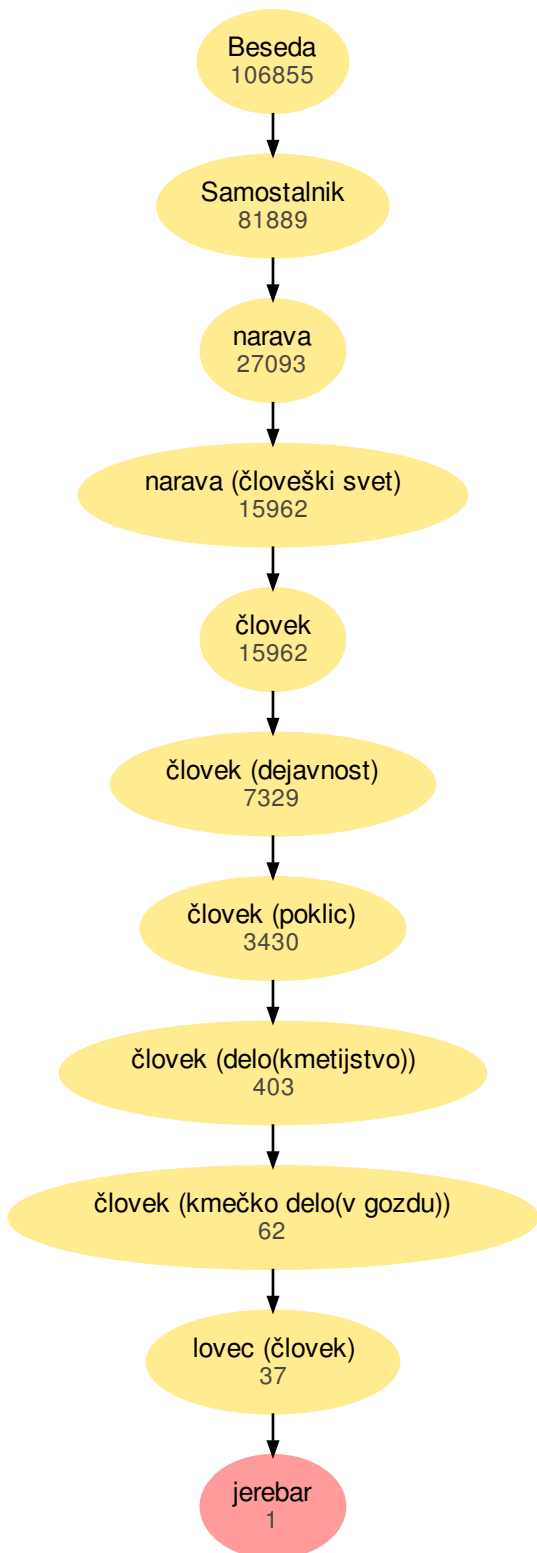 Beseda
106855
Samostalnik
81889
narava
27093
narava (človeški svet)
15962
človek
15962
človek (dejavnost)
7329
človek (poklic)
3430
človek (delo(kmetijstvo))
403
človek (kmečko delo(v gozdu))
62
lovec (človek)
37
jerebar
1